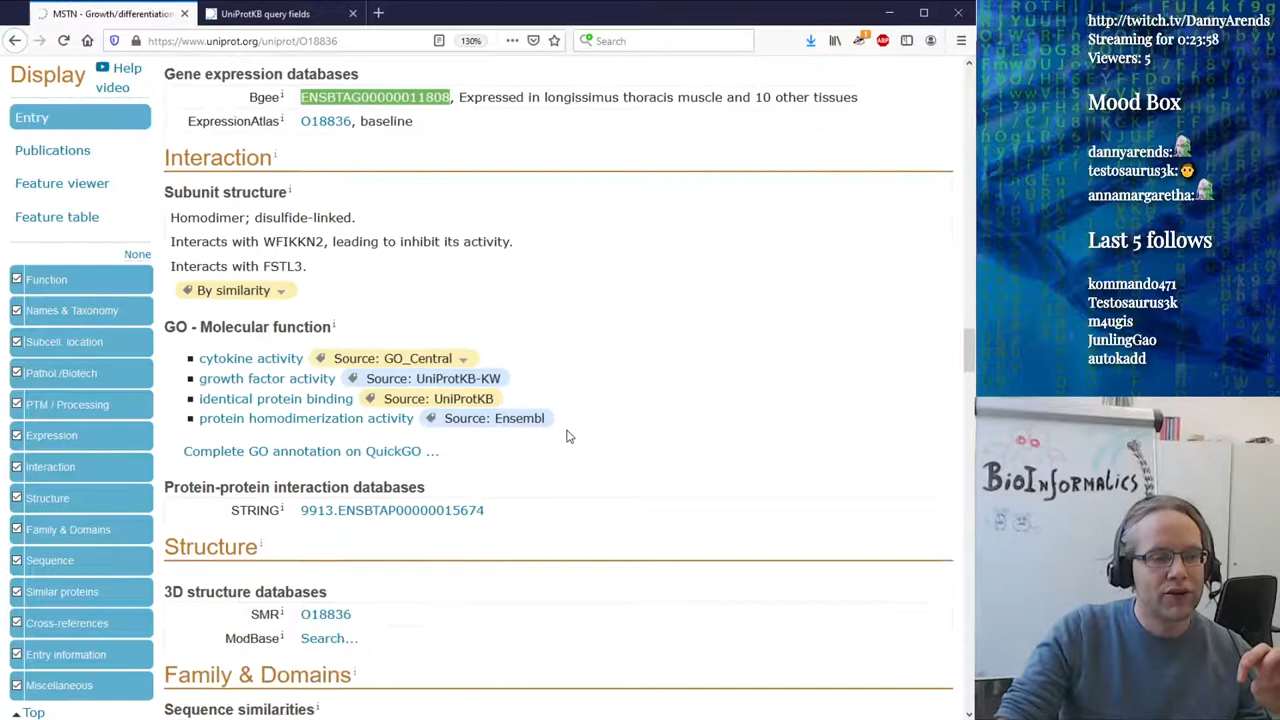 MSTN - Growth/differentiation
UniProtKB query fields
https://www.uniprot.org/uniprot/O18836
130%
Search
Display
Help
video
Entry
Publications
Feature viewer
Feature table
None
Function
Names & Taxonomy
Subcell. location
Pathol./Biotech
PTM / Processing
Expression
Interaction
Structure
Family & Domains
Sequence
Similar proteins
Cross-references
Entry information
Miscellaneous
Top
Gene expression databases
Bgee ENSBTAG00000011808, Expressed in longissimus thoracis muscle and 10 other tissues
ExpressionAtlas O18836, baseline
Interaction
Subunit structure
Homodimer; disulfide-linked.
Interacts with WFIKKN2, leading to inhibit its activity.
Interacts with FSTL3.
By similarity
GO - Molecular function
cytokine activity Source: GO_Central
growth factor activity Source: UniProtKB-KW
identical protein binding Source: UniProtKB
protein homodimerization activity Source: Ensembl
Complete GO annotation on QuickGO ...
Protein-protein interaction databases
STRING 9913.ENSBTAP00000015674
Structure
3D structure databases
SMR O18836
ModBase Search...
Family & Domains
Sequence similarities
http://twitch.tv/DannyArends
Streaming for 0:23:58
Viewers: 5
Mood Box
dannyarends:
testosaurus3k:
annamargaretha:
Last 5 follows
kommando471
Testosaurus3k
m4ugis
JunlingGao
autokadd
BioInformatics